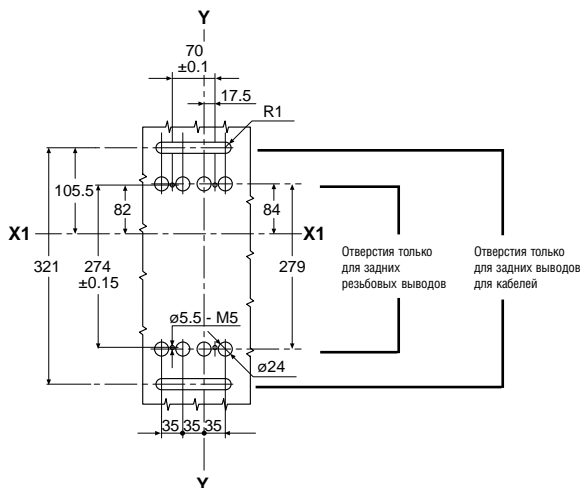 Y
70
±0.1
17.5
R1
105.5
82
84
X1
X1
321
274
±0.15
279
Отверстия только
для задних
резьбовых выводов
Отверстия только
для задних выводов
для кабелей
ø5.5 - M5
ø24
35 35 35
Y